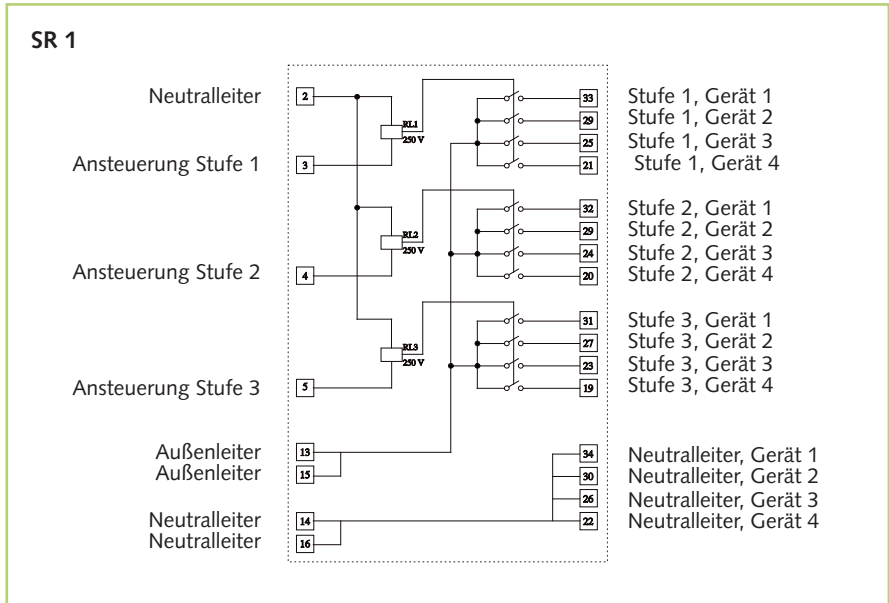 SR 1
Neutralleiter 2 33 Stufe 1, Gerät 1
RL1 29 Stufe 1, Gerät 2
250 V 25 Stufe 1, Gerät 3
Ansteuerung Stufe 1 3 21 Stufe 1, Gerät 4
32 Stufe 2, Gerät 1
RL2 29 Stufe 2, Gerät 2
250 V 24 Stufe 2, Gerät 3
Ansteuerung Stufe 2 4 20 Stufe 2, Gerät 4
31 Stufe 3, Gerät 1
RL3 27 Stufe 3, Gerät 2
250 V 23 Stufe 3, Gerät 3
Ansteuerung Stufe 3 5 19 Stufe 3, Gerät 4
Außenleiter 13 34 Neutralleiter, Gerät 1
Außenleiter 15 30 Neutralleiter, Gerät 2
26 Neutralleiter, Gerät 3
Neutralleiter 14 22 Neutralleiter, Gerät 4
Neutralleiter 16